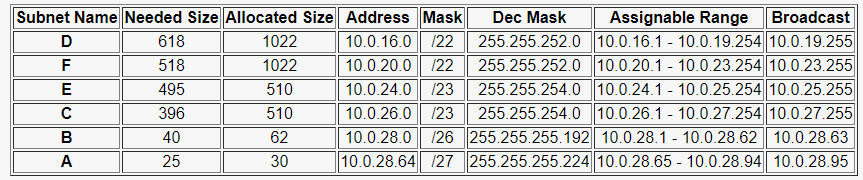 Subnet Name Needed Size Allocated Size Address Mask Dec Mask Assignable Range Broadcast
D 618 1022 10.0.16.0 /22 255.255.252.0 10.0.16.1 - 10.0.19.254 10.0.19.255
F 518 1022 10.0.20.0 /22 255.255.252.0 10.0.20.1 - 10.0.23.254 10.0.23.255
E 495 510 10.0.24.0 /23 255.255.254.0 10.0.24.1 - 10.0.25.254 10.0.25.255
C 396 510 10.0.26.0 /23 255.255.254.0 10.0.26.1 - 10.0.27.254 10.0.27.255
B 40 62 10.0.28.0 /26 255.255.255.192 10.0.28.1 - 10.0.28.62 10.0.28.63
A 25 30 10.0.28.64 /27 255.255.255.224 10.0.28.65 - 10.0.28.94 10.0.28.95